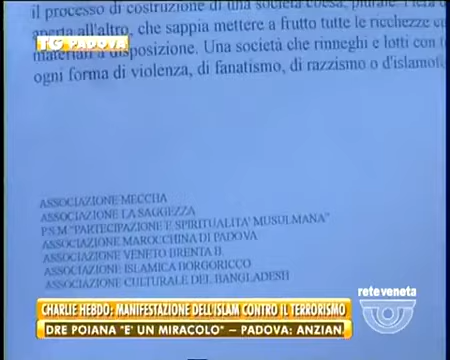 il processo di costruzione di una società coesa, plurale
aperta all'altro, che sappia mettere a frutto tutte le ricchezze
TG PADOVA
materiali a disposizione. Una società che rinneghi e lotti con
ogni forma di violenza, di fanatismo, di razzismo o d'islamofo
ASSOCIAZIONE MECCHA
ASSOCIAZIONE LA SAGGEZZA
P.S.M "PARTECIPAZIONE E SPIRITUALITA' MUSULMANA"
ASSOCIAZIONE MAROCCHINA DI PADOVA
ASSOCIAZIONE VENETO BRENTA B.
ASSOCIAZIONE ISLAMICA BORGORICCO
ASSOCIAZIONE CULTURALE DEL BANGLADESH
reteveneta
CHARLIE HEBDO: MANIFESTAZIONE DELL'ISLAM CONTRO IL TERRORISMO
DRE POIANA "E' UN MIRACOLO" – PADOVA: ANZIAN